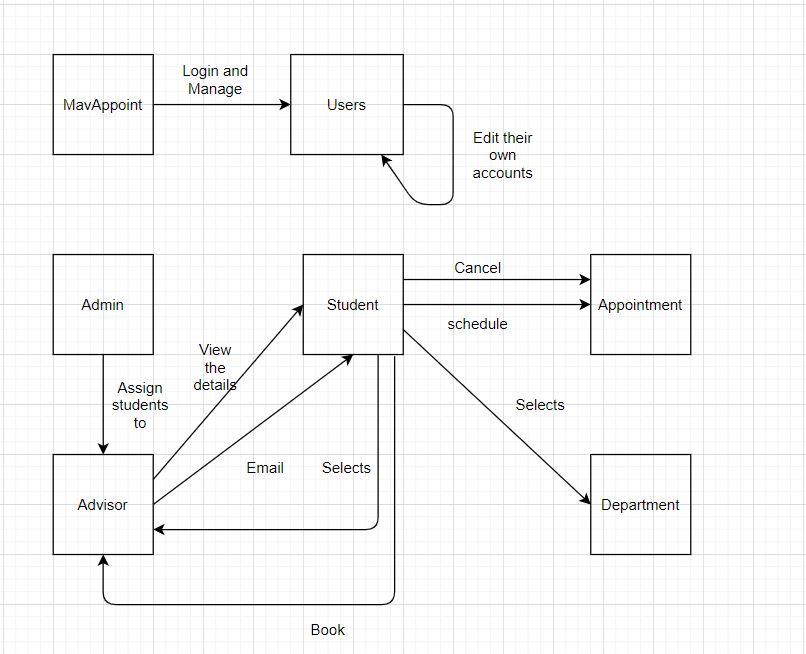 Login and
Manage
MavAppoint
Users
Edit their
own
accounts
Cancel
Admin
Student
Appointment
schedule
View
the
details
Assign
students
to
Selects
Email
Selects
Advisor
Department
Book